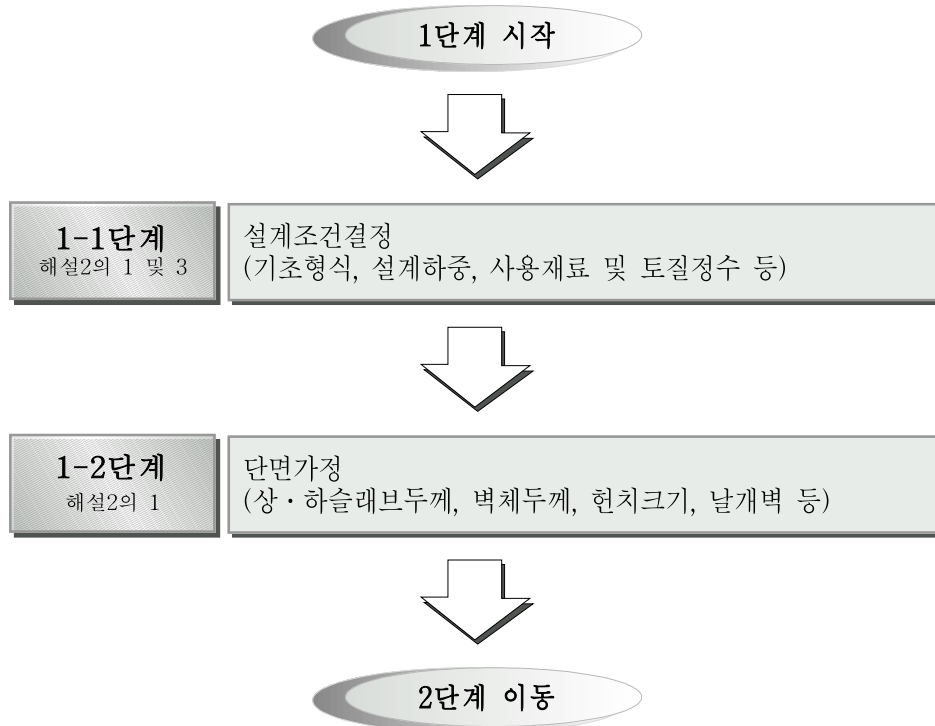 1단계 시작
1-1단계
해설2의 1 및 3
설계조건결정
(기초형식, 설계하중, 사용재료 및 토질정수 등)
1-2단계
해설2의 1
단면가정
(상·하슬래브두께, 벽체두께, 헌치크기, 날개벽 등)
2단계 이동